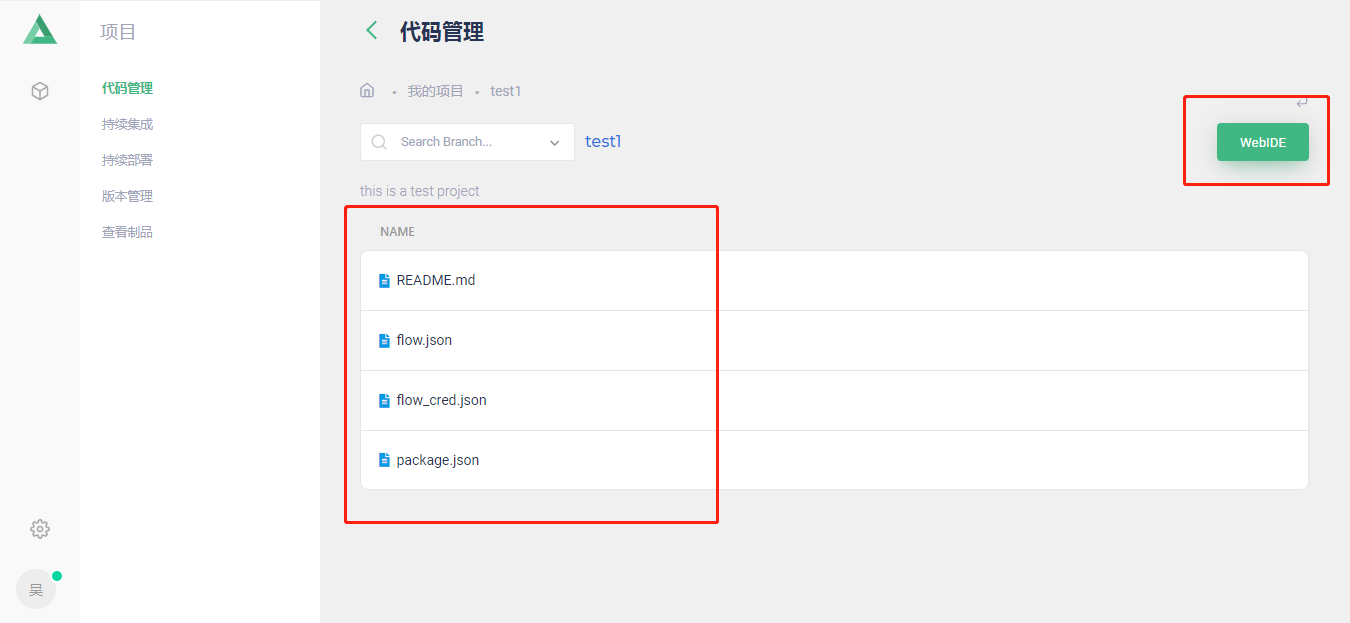 项目
代码管理
持续集成
持续部署
版本管理
查看制品
吴
代码管理
我的项目 • test1
Search Branch...
test1
WebIDE
this is a test project
NAME
README.md
flow.json
flow_cred.json
package.json